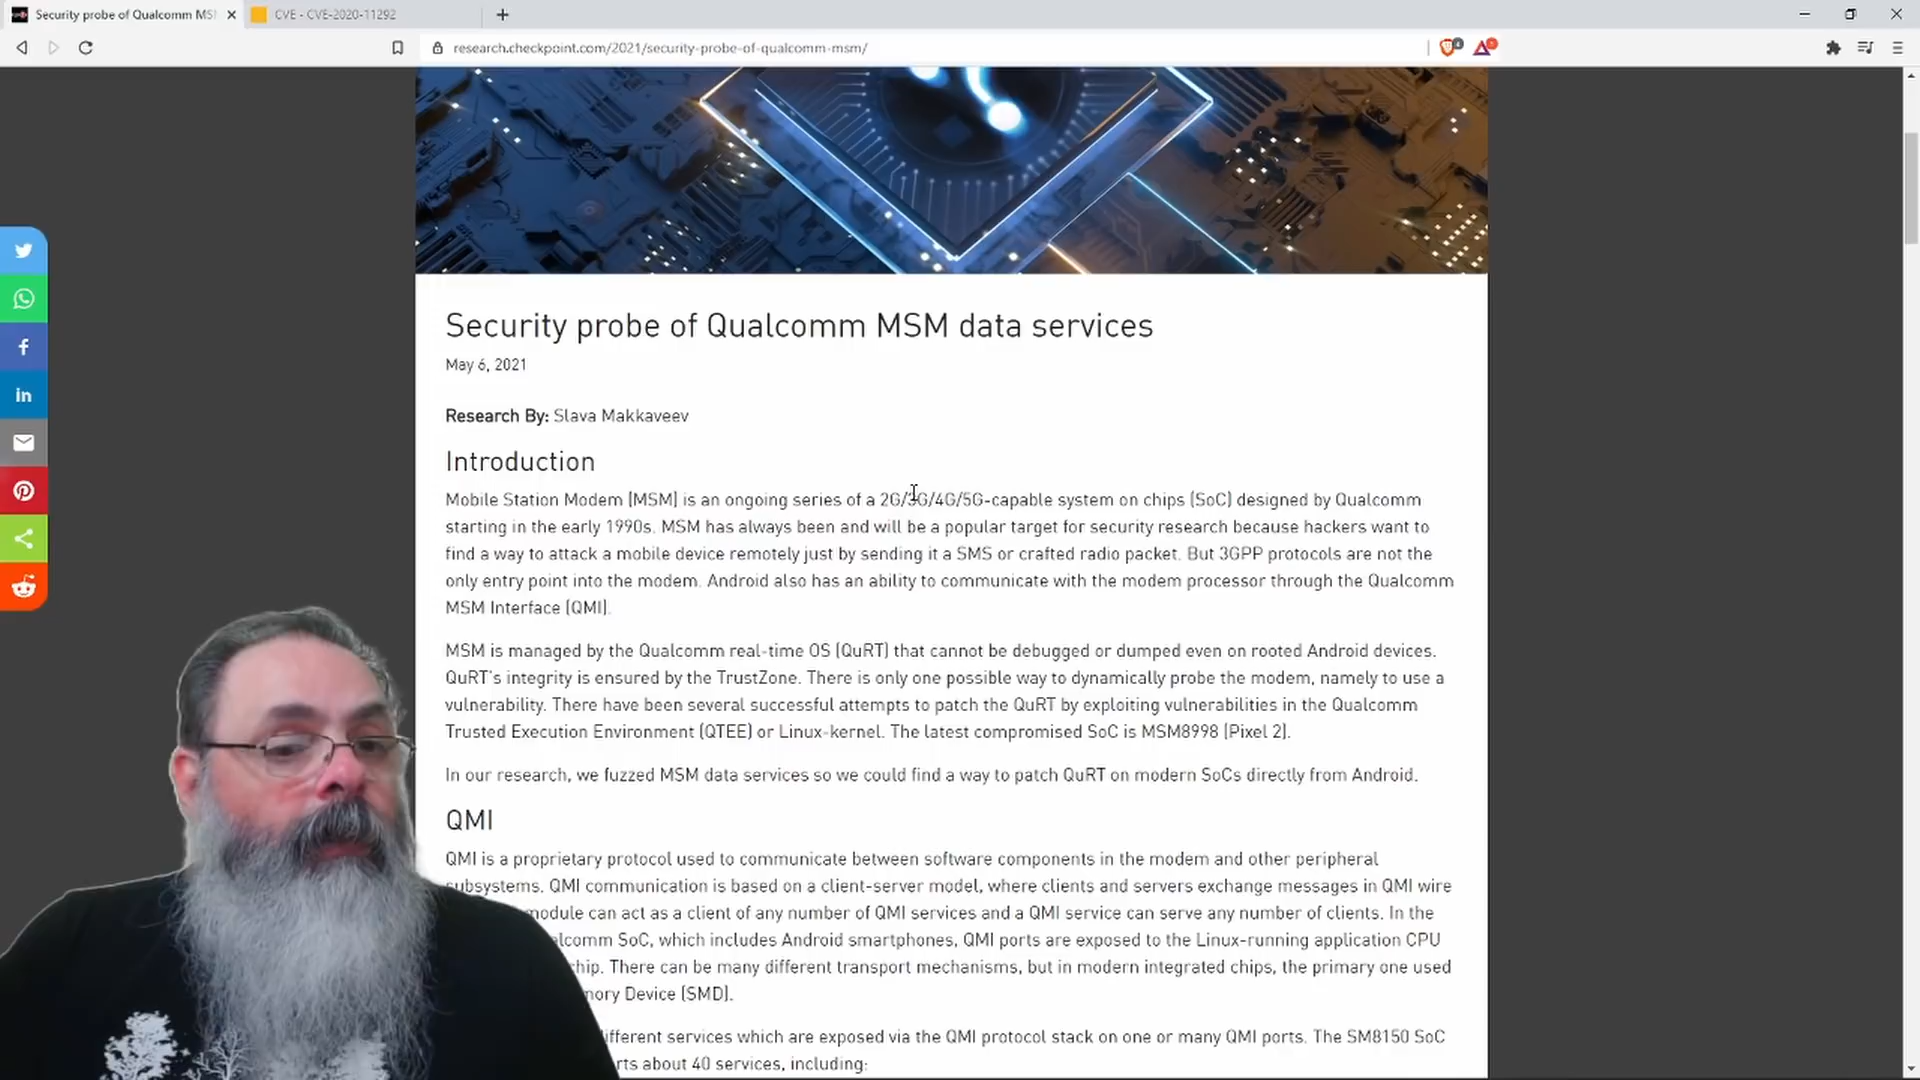 Security probe of Qualcomm MS
CVE - CVE-2020-11292
research.checkpoint.com/2021/security-probe-of-qualcomm-msm/
Security probe of Qualcomm MSM data services
May 6, 2021
Research By: Slava Makkaveev
Introduction
Mobile Station Modem (MSM) is an ongoing series of a 2G/3G/4G/5G-capable system on chips (SoC) designed by Qualcomm
starting in the early 1990s. MSM has always been and will be a popular target for security research because hackers want to
find a way to attack a mobile device remotely just by sending it a SMS or crafted radio packet. But 3GPP protocols are not the
only entry point into the modem. Android also has an ability to communicate with the modem processor through the Qualcomm
MSM Interface (QMI).
MSM is managed by the Qualcomm real-time OS (QuRT) that cannot be debugged or dumped even on rooted Android devices.
QuRT's integrity is ensured by the TrustZone. There is only one possible way to dynamically probe the modem, namely to use a
vulnerability. There have been several successful attempts to patch the QuRT by exploiting vulnerabilities in the Qualcomm
Trusted Execution Environment (QTEE) or Linux-kernel. The latest compromised SoC is MSM8998 (Pixel 2).
In our research, we fuzzed MSM data services so we could find a way to patch QuRT on modern SoCs directly from Android.
QMI
QMI is a proprietary protocol used to communicate between software components in the modem and other peripheral
subsystems. QMI communication is based on a client-server model, where clients and servers exchange messages in QMI wire
module can act as a client of any number of QMI services and a QMI service can serve any number of clients. In the
alcomm SoC, which includes Android smartphones, QMI ports are exposed to the Linux-running application CPU
hip. There can be many different transport mechanisms, but in modern integrated chips, the primary one used
mory Device (SMD).
ifferent services which are exposed via the QMI protocol stack on one or many QMI ports. The SM8150 SoC
rts about 40 services, including: